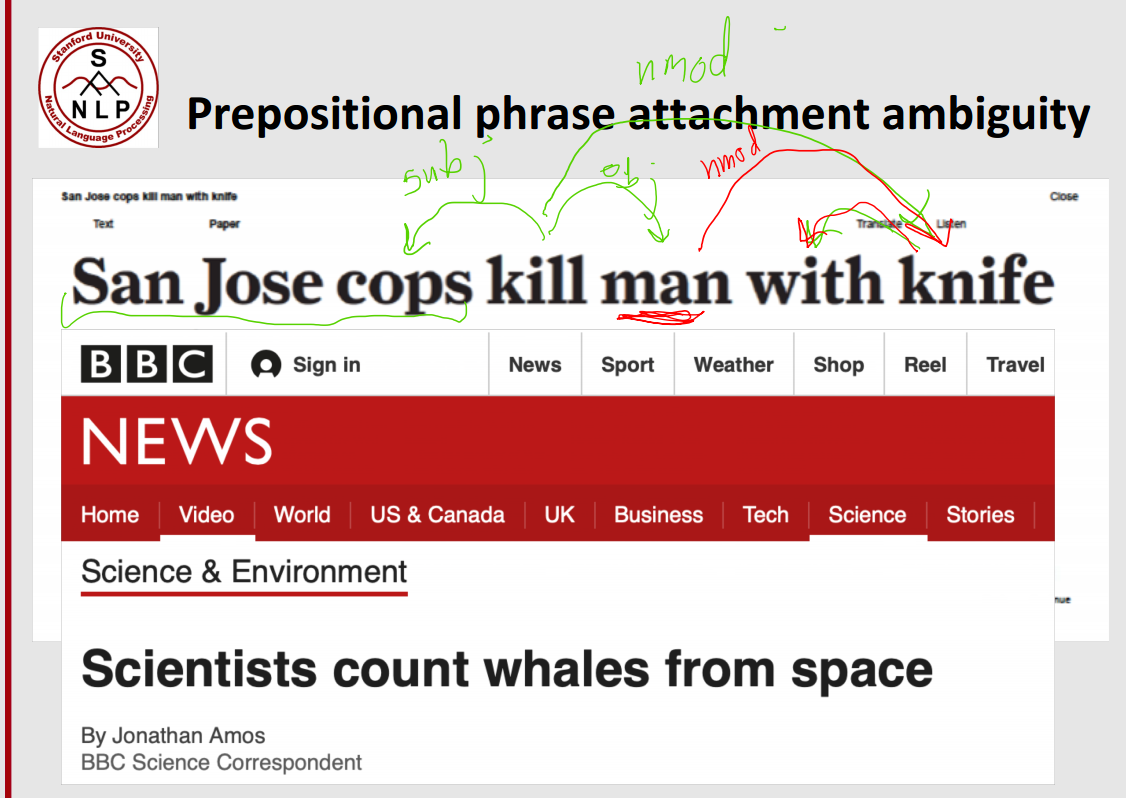 Stanford University
S
NLP
Natural Language Processing
nmod
Prepositional phrase attachment ambiguity
subj
obj
nmod
San Jose cops kill man with knife
Close
Text
Paper
Translate
Listen
San Jose cops kill man with knife
BBC
Sign in
News
Sport
Weather
Shop
Reel
Travel
NEWS
Home
Video
World
US & Canada
UK
Business
Tech
Science
Stories
Science & Environment
nue
Scientists count whales from space
By Jonathan Amos
BBC Science Correspondent